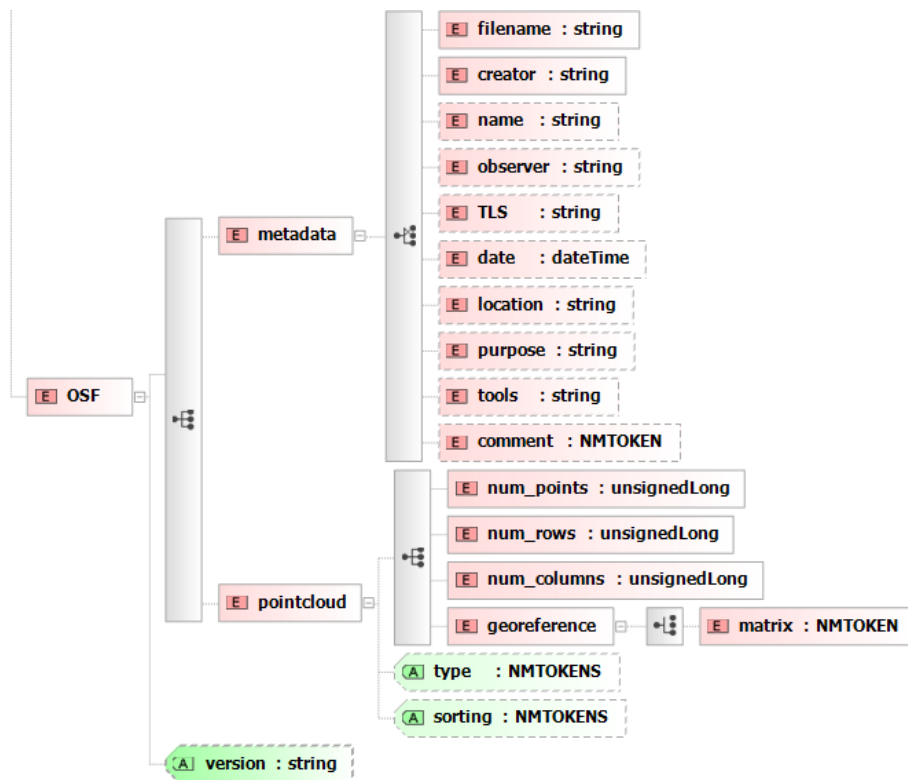 E filename : string
E creator : string
E name : string
E observer : string
E TLS : string
E metadata
E date : dateTime
E location : string
E purpose : string
E OSF
E tools : string
E comment : NMTOKEN
E num_points : unsignedLong
E num_rows : unsignedLong
E num_columns : unsignedLong
E pointcloud
E georeference
E matrix : NMTOKEN
A type : NMTOKENS
A sorting : NMTOKENS
A version : string